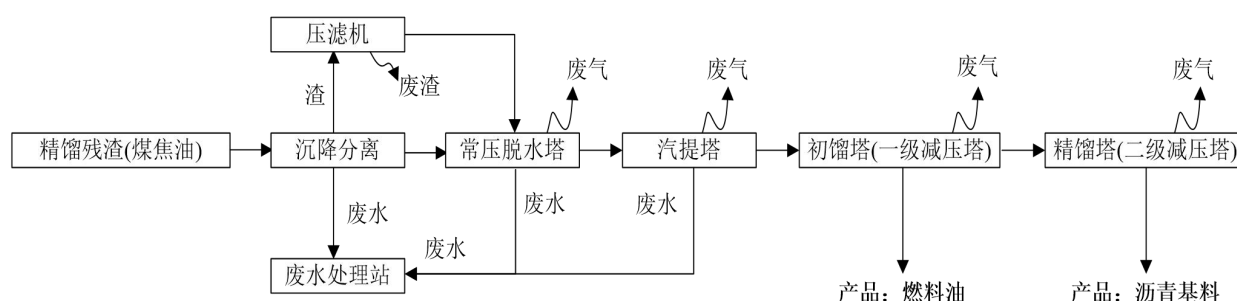 压滤机
废渣
渣
废气
废气
废气
废气
精馏残渣(煤焦油)
沉降分离
常压脱水塔
汽提塔
初馏塔(一级减压塔)
精馏塔(二级减压塔)
废水
废水
废水
废水
废水处理站
产品：燃料油
产品：沥青基料